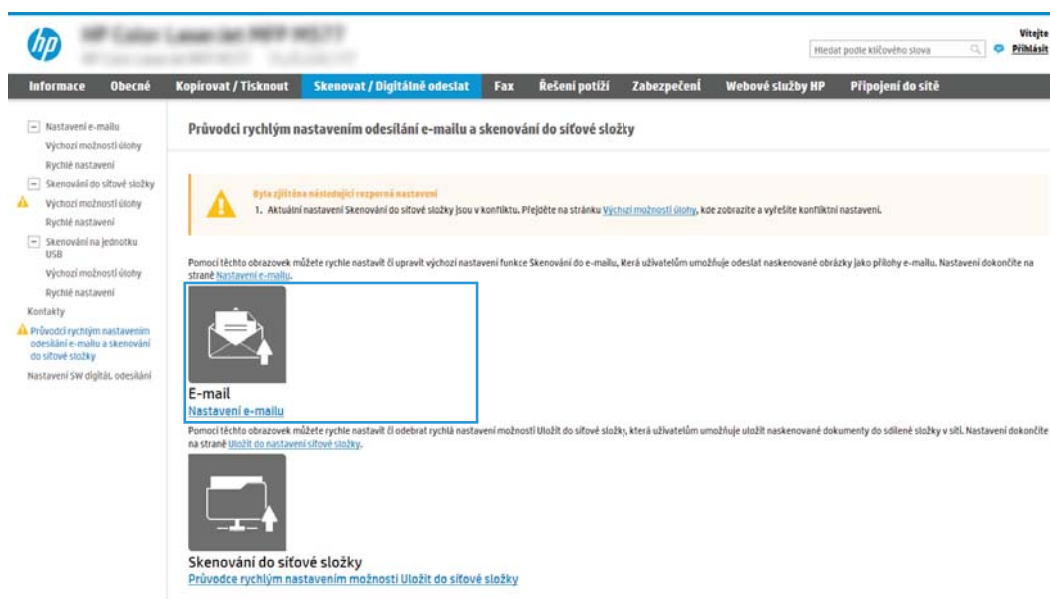 hp
Vítejte
Hledat podle klíčového slova
Přihlásit
Informace Obecné Kopírovat / Tisknout Skenovat / Digitálně odeslat Fax Řešení potíží Zabezpečení Webové služby HP Připojení do sítě
Nastavení e-mailu
Výchozí možnosti úlohy
Rychlé nastavení
Skenování do síťové složky
Výchozí možnosti úlohy
Rychlé nastavení
Skenování na jednotku
USB
Výchozí možnosti úlohy
Rychlé nastavení
Kontakty
Průvodci rychlým nastavením
odesílání e-mailu a skenování
do síťové složky
Nastavení SW digitál. odesílání
Průvodci rychlým nastavením odesílání e-mailu a skenování do síťové složky
Byla zjištěna následující rozporná nastavení
1. Aktuální nastavení Skenování do síťové složky jsou v konfliktu. Přejděte na stránku Výchozí možnosti úlohy, kde zobrazíte a vyřešíte konfliktní nastavení.
Pomocí těchto obrazovek můžete rychle nastavit či upravit výchozí nastavení funkce Skenování do e-mailu, která uživatelům umožňuje odeslat naskenované obrázky jako přílohy e-mailu. Nastavení dokončíte na
straně Nastavení e-mailu.
E-mail
Nastavení e-mailu
Pomocí těchto obrazovek můžete rychle nastavit či odebrat rychlá nastavení možnosti Uložit do síťové složky, která uživatelům umožňuje uložit naskenované dokumenty do sdílené složky v síti. Nastavení dokončíte
na straně Uložit do nastavení síťové složky.
Skenování do síťové složky
Průvodce rychlým nastavením možnosti Uložit do síťové složky